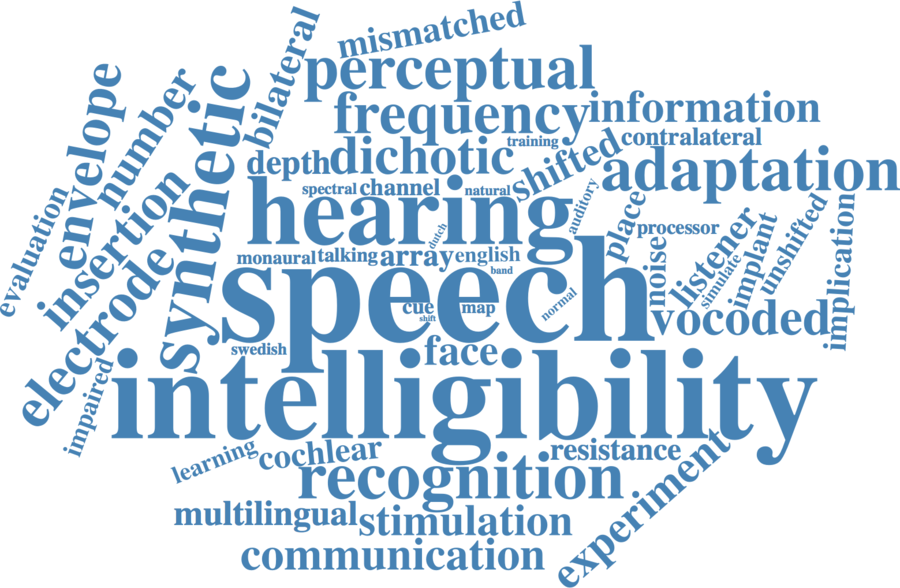 mismatched
bilateral
perceptual
envelope
number
synthetic
frequency
information
training
contralateral
depth
dichotic
shifted
adaptation
spectral
channel
natural
hearing
auditory
place
processor
evaluation
insertion
electrode
dutch
monaural
talking
array
english
band
noise
listener
simulate
implant
unshifted
implication
speech
cue
shift
map
normal
vocoded
swedish
face
impaired
intelligibility
learning
cochlear
resistance
recognition
experiment
multilingual
stimulation
communication